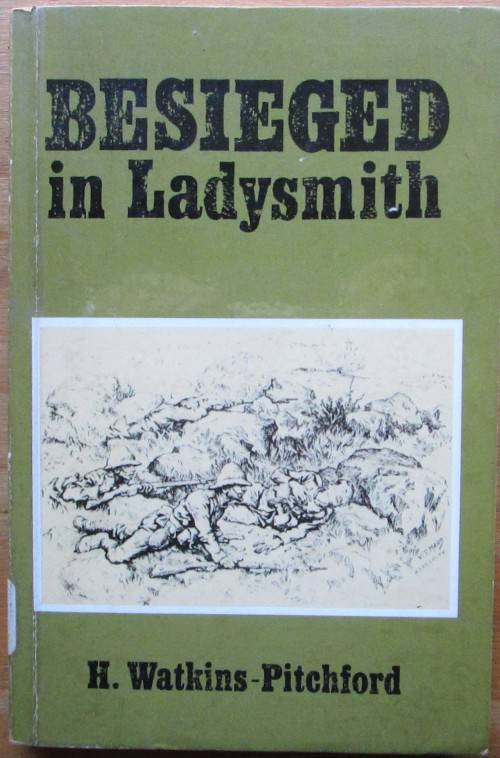 BESIEGED
in Ladysmith
H. Watkins-Pitchford